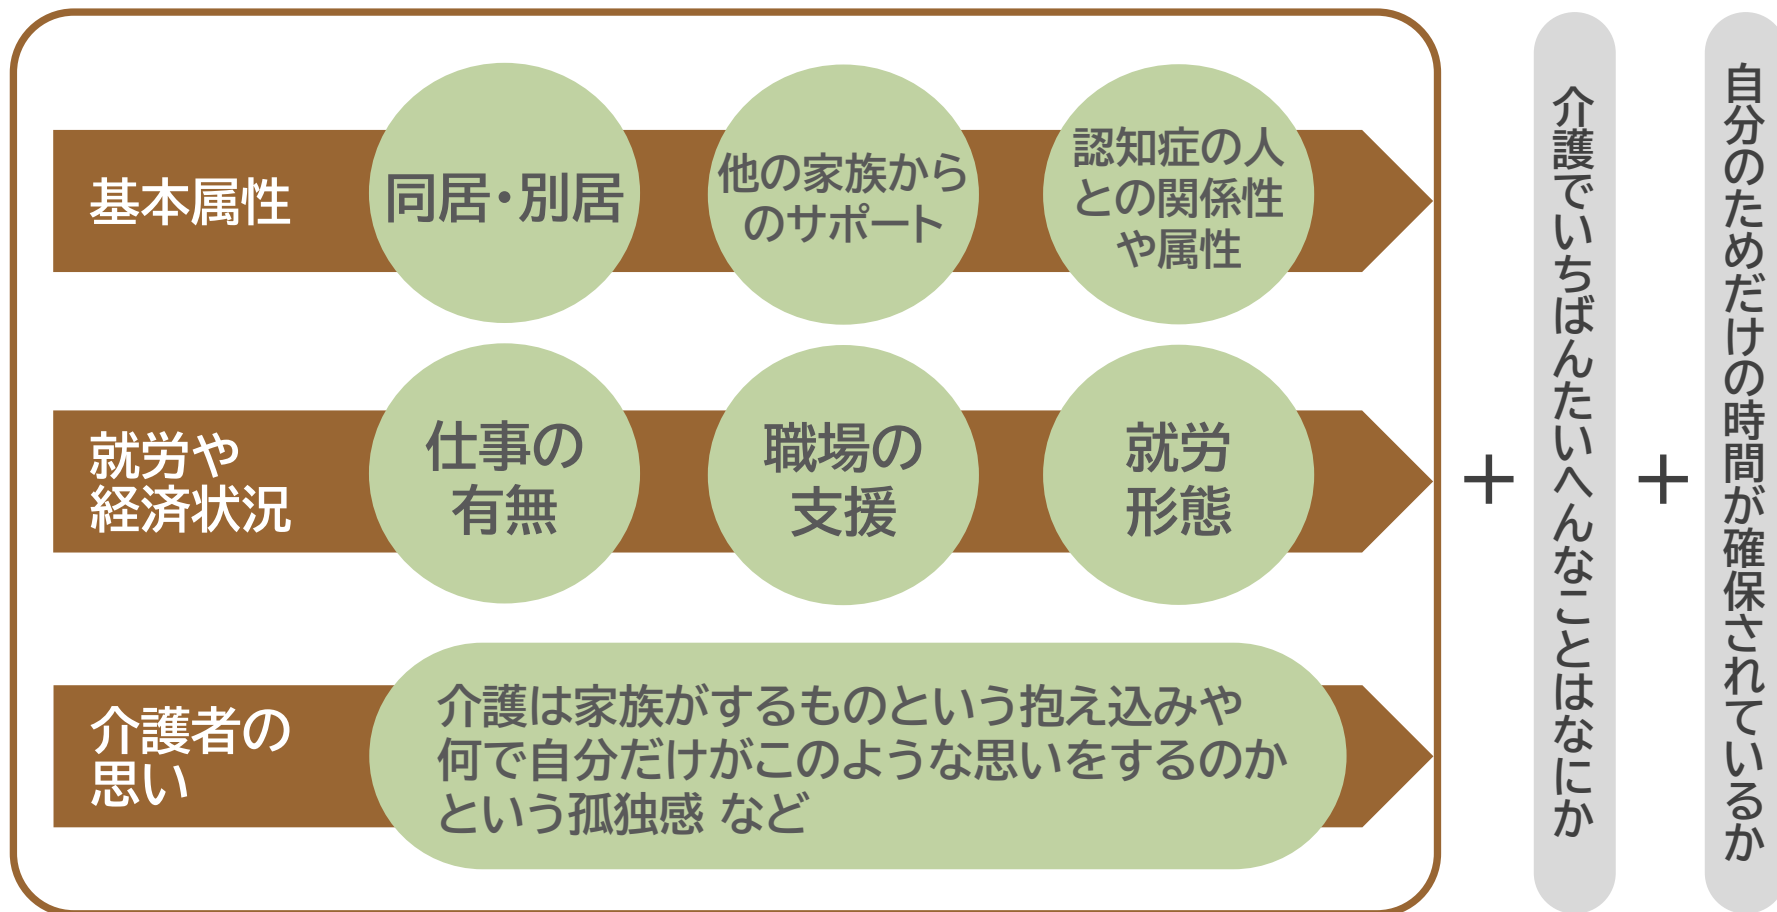 基本属性
同居・別居
他の家族から
のサポート
認知症の人
との関係性
や属性
就労や
経済状況
仕事の
有無
職場の
支援
就労
形態
介護者の
思い
介護は家族がするものという抱え込みや
何で自分だけがこのような思いをするのか
という孤独感 など
+
介護でいちばんたいへんなことはなにか
+
自分のためだけの時間が確保されているか